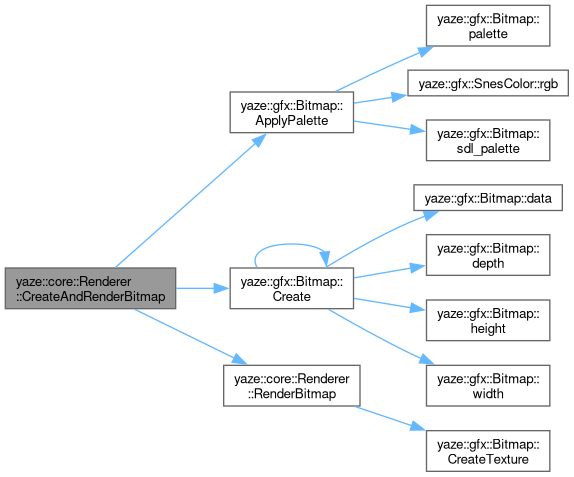 yaze::gfx::Bitmap::
palette
yaze::gfx::SnesColor::rgb
yaze::gfx::Bitmap::
ApplyPalette
yaze::gfx::Bitmap::
sdl_palette
yaze::gfx::Bitmap::data
yaze::gfx::Bitmap::
depth
yaze::core::Renderer
::CreateAndRenderBitmap
yaze::gfx::Bitmap::
Create
yaze::gfx::Bitmap::
height
yaze::core::Renderer
::RenderBitmap
yaze::gfx::Bitmap::
width
yaze::gfx::Bitmap::
CreateTexture